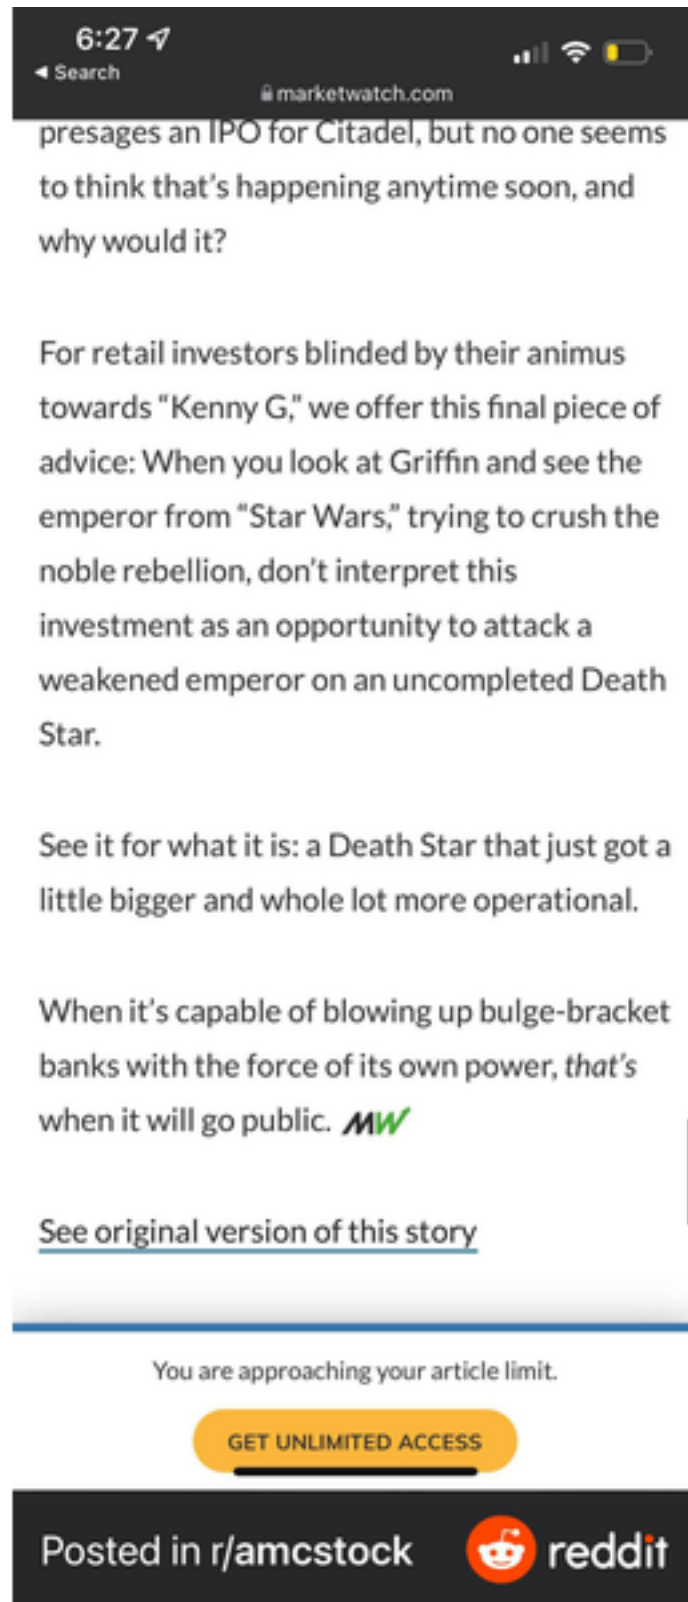 6:27
◄ Search
marketwatch.com
presages an IPO for Citadel, but no one seems
to think that’s happening anytime soon, and
why would it?
For retail investors blinded by their animus
towards “Kenny G,” we offer this final piece of
advice: When you look at Griffin and see the
emperor from “Star Wars,” trying to crush the
noble rebellion, don’t interpret this
investment as an opportunity to attack a
weakened emperor on an uncompleted Death
Star.
See it for what it is: a Death Star that just got a
little bigger and whole lot more operational.
When it’s capable of blowing up bulge-bracket
banks with the force of its own power, that’s
when it will go public. MW
See original version of this story
You are approaching your article limit.
GET UNLIMITED ACCESS
Posted in r/amcstock reddit